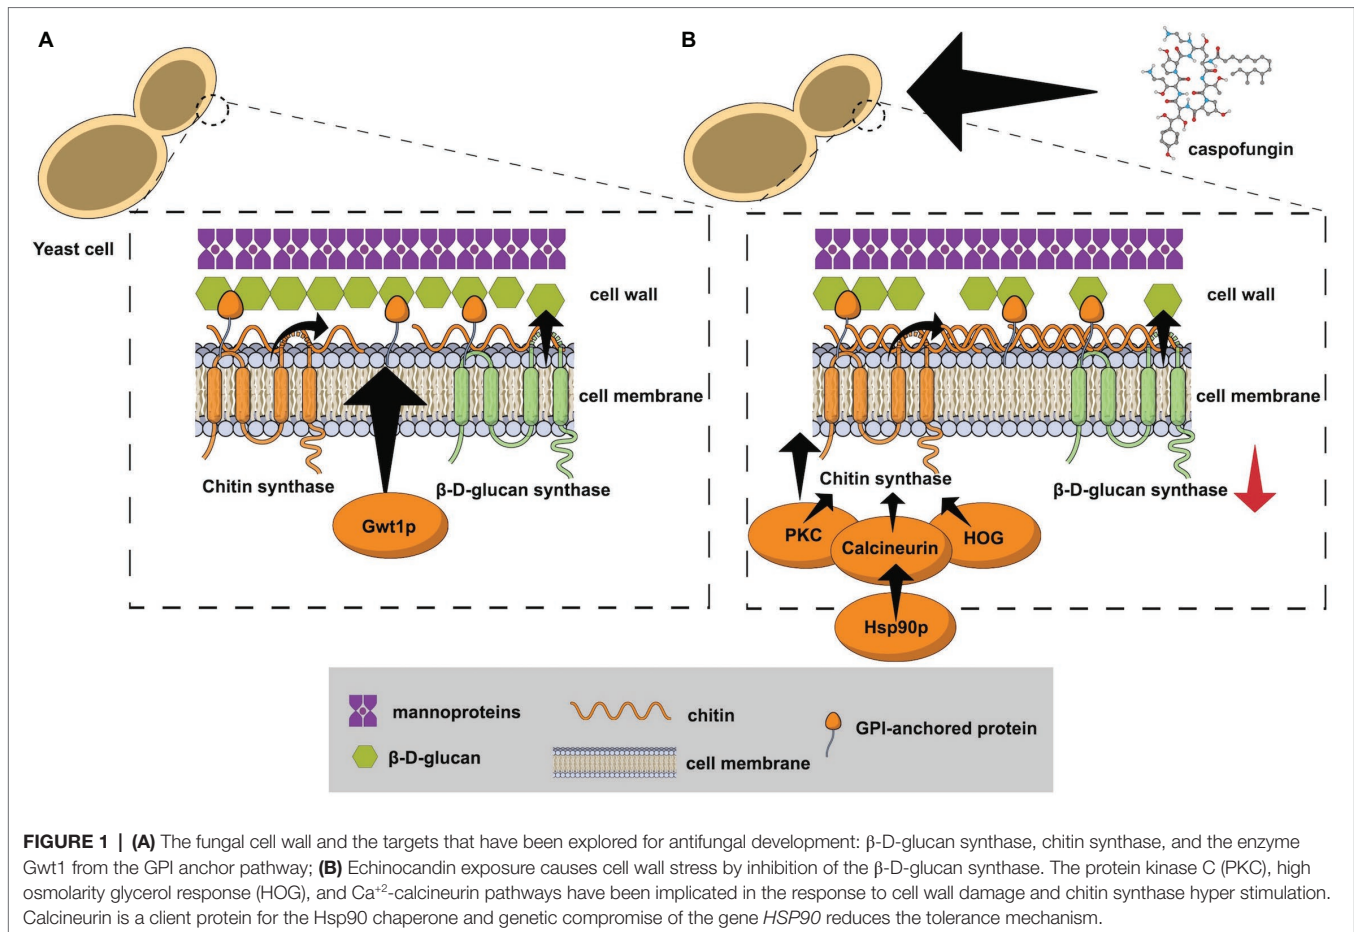 A
Yeast cell
cell wall
cell membrane
Chitin synthase
β-D-glucan synthase
Gwt1p
B
caspofungin
cell wall
cell membrane
Chitin synthase
β-D-glucan synthase
PKC
Calcineurin
HOG
Hsp90p
mannoproteins
chitin
GPI-anchored protein
β-D-glucan
cell membrane
FIGURE 1 | (A) The fungal cell wall and the targets that have been explored for antifungal development: β-D-glucan synthase, chitin synthase, and the enzyme
Gwt1 from the GPI anchor pathway; (B) Echinocandin exposure causes cell wall stress by inhibition of the β-D-glucan synthase. The protein kinase C (PKC), high
osmolarity glycerol response (HOG), and Ca⁺²-calcineurin pathways have been implicated in the response to cell wall damage and chitin synthase hyper stimulation.
Calcineurin is a client protein for the Hsp90 chaperone and genetic compromise of the gene HSP90 reduces the tolerance mechanism.